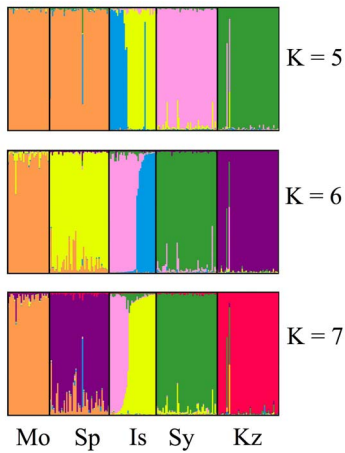 K = 5
K = 6
K = 7
Mo Sp Is Sy Kz